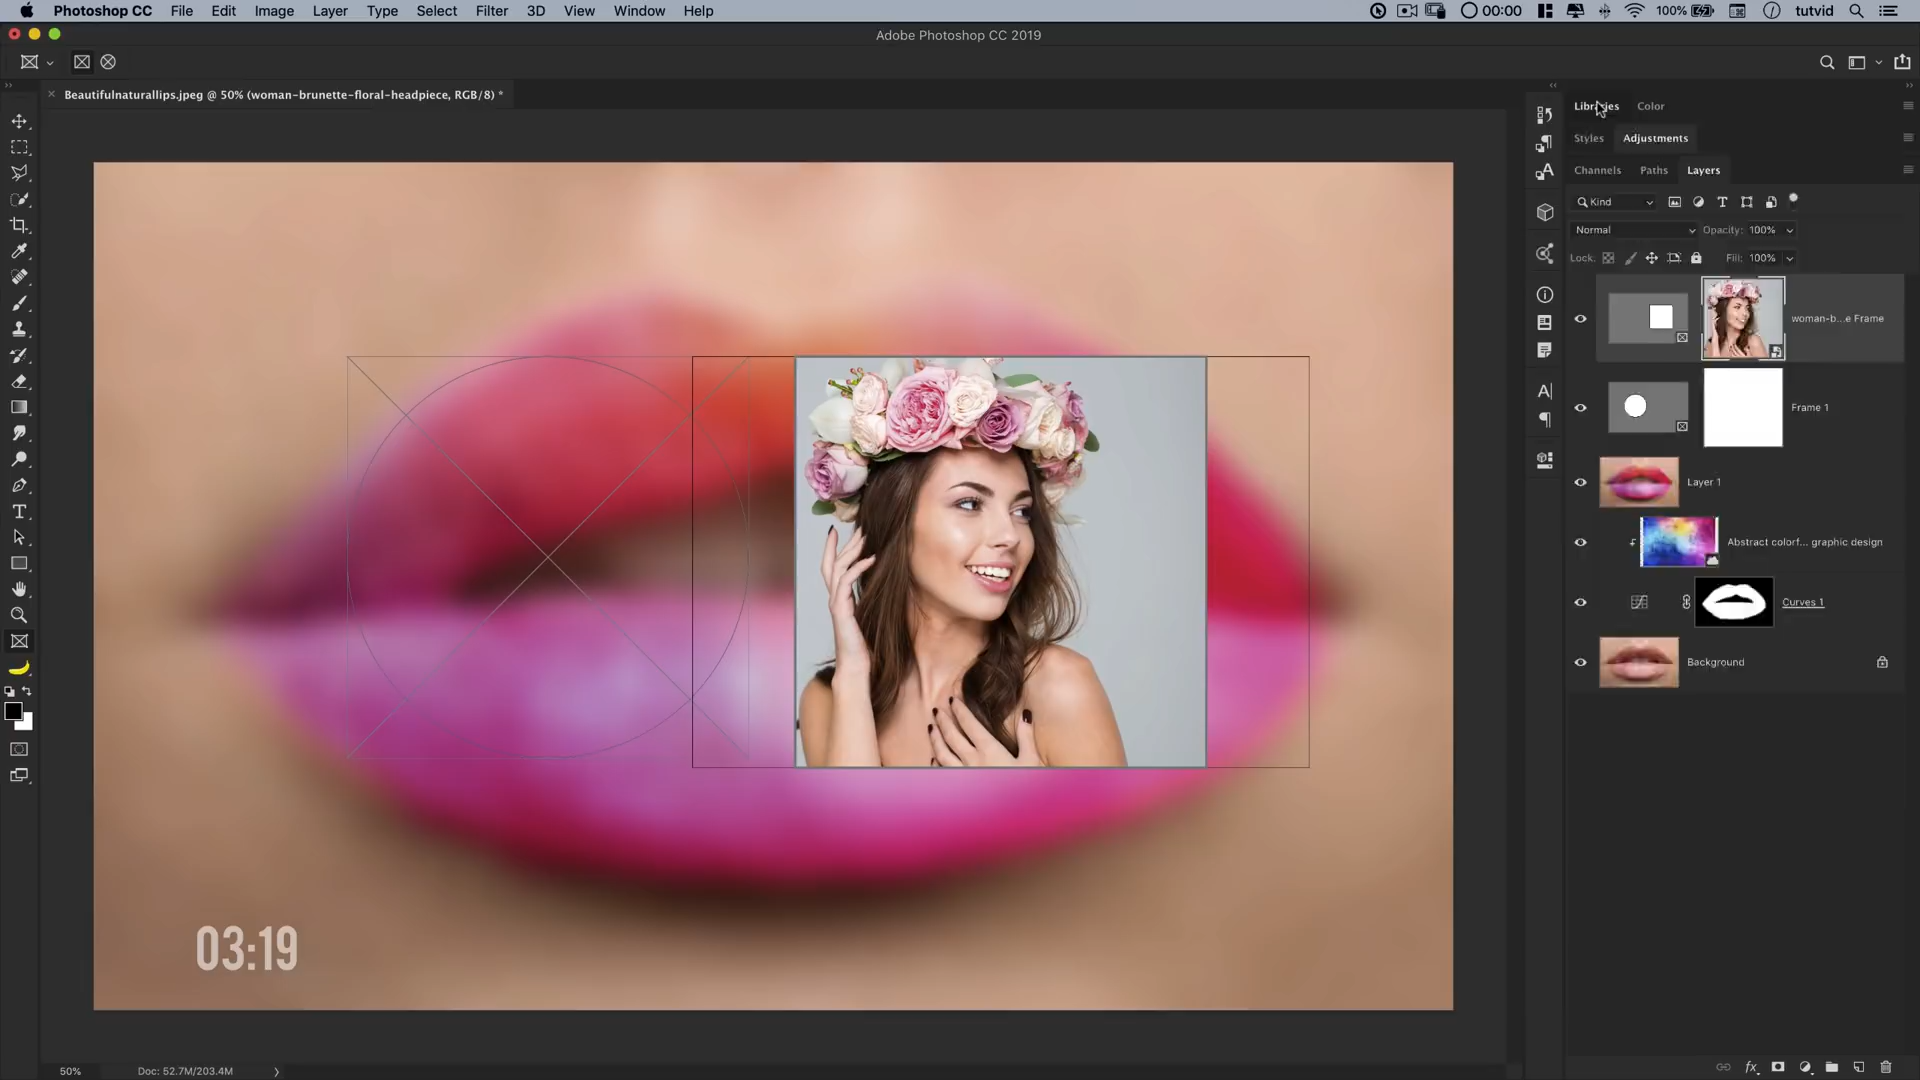 Photoshop CC File Edit Image Layer Type Select Filter 3D View Window Help 00:00 100% tutvid
Adobe Photoshop CC 2019
Beautifulnaturallips.jpeg @ 50% (woman-brunette-floral-headpiece, RGB/8) *
Libraries Color
Styles Adjustments
Channels Paths Layers
Kind
Normal Opacity: 100%
Lock: Fill: 100%
woman-b...e Frame
Frame 1
Layer 1
Abstract colorf... graphic design
Curves 1
Background
03:19
50% Doc: 52.7M/203.4M